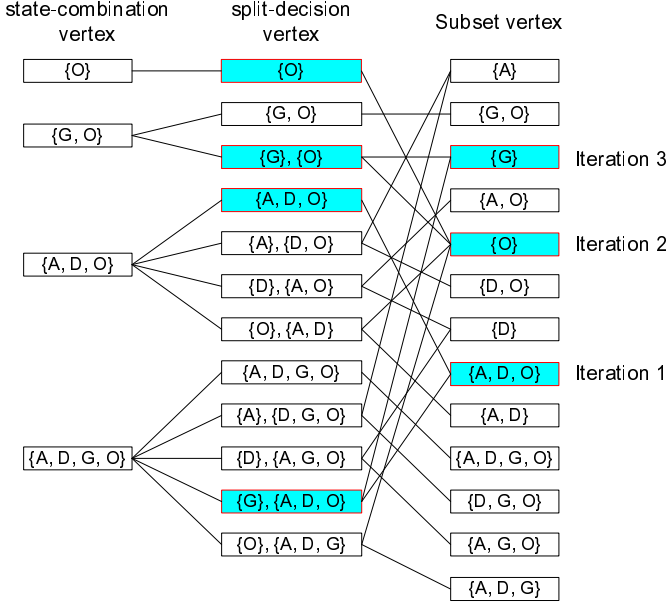 state-combination vertex
split-decision vertex
Subset vertex
{O}
{G, O}
{A, D, O}
{A, D, G, O}
{O}
{G, O}
{G}, {O}
{A, D, O}
{A}, {D, O}
{D}, {A, O}
{O}, {A, D}
{A, D, G, O}
{A}, {D, G, O}
{D}, {A, G, O}
{G}, {A, D, O}
{O}, {A, D, G}
{A}
{G, O}
{G}
Iteration 3
{A, O}
{O}
Iteration 2
{D, O}
{D}
{A, D, O}
Iteration 1
{A, D}
{A, D, G, O}
{D, G, O}
{A, G, O}
{A, D, G}